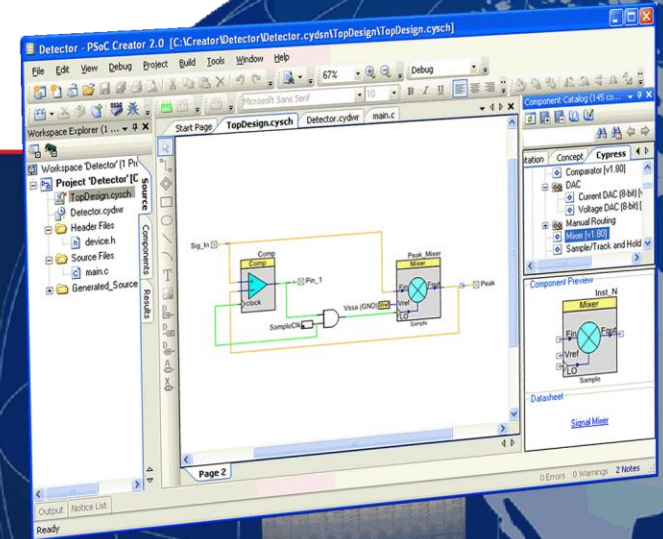 Detector - PSoC Creator 2.0 [C:\Creator\Detector\Detector.cydsn\TopDesign\TopDesign.cysch]
File Edit View Debug Project Build Tools Window Help
67% Debug
Microsoft Sans Serif 10 B I U
Workspace Explorer (1 ...
Workspace 'Detector' (1 Pr
Project 'Detector' [C
TopDesign.cysch
Detector.cydwr
Header Files
device.h
Source Files
main.c
Generated_Source
Source
Components
Results
Start Page TopDesign.cysch Detector.cydwr main.c
Sig_In
Comp
Comp
clock
Pin_1
SampleClk
Vssa (GND) Vref
Peak_Mixer
Mixer
Fin Fout
Vref
LO
Sample
Peak
Page 2
Component Catalog (145 co...
tation Concept Cypress
Comparator [v1.80]
DAC
Current DAC (8-bit) [v
Voltage DAC (8-bit) [
Manual Routing
Mixer [v1.80]
Sample/Track and Hold
Component Preview
Inst_N
Mixer
Fin Fout
Vref
LO
Sample
Datasheet
Signal Mixer
Output Notice List
Ready
0 Errors 0 Warnings 2 Notes